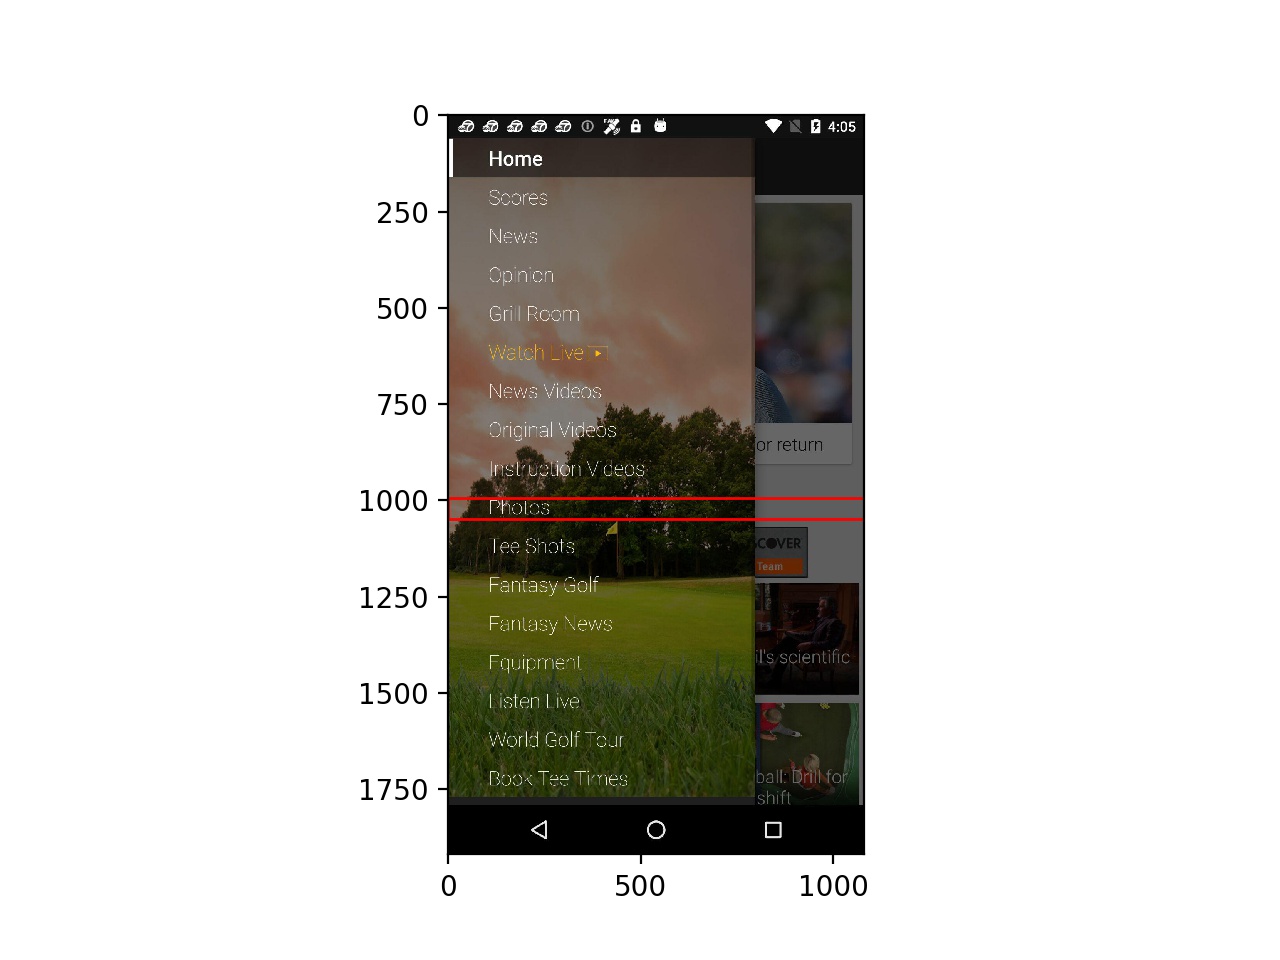 0
250
500
750
1000
1250
1500
1750
0
500
1000
4:05
Home
Scores
News
Opinion
Grill Room
Watch Live
News Videos
Original Videos
Instruction Videos
Photos
Tee Shots
Fantasy Golf
Fantasy News
Equipment
Listen Live
World Golf Tour
Book Tee Times
or return
COVER
Team
il's scientific
ball: Drill for
shift